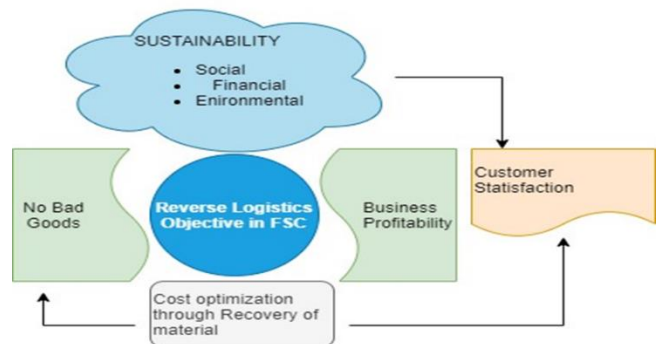 SUSTAINABILITY
• Social
• Financial
• Enironmental
No Bad
Goods
Reverse Logistics
Objective in FSC
Business
Profitability
Customer
Statisfaction
Cost optimization
through Recovery of
material